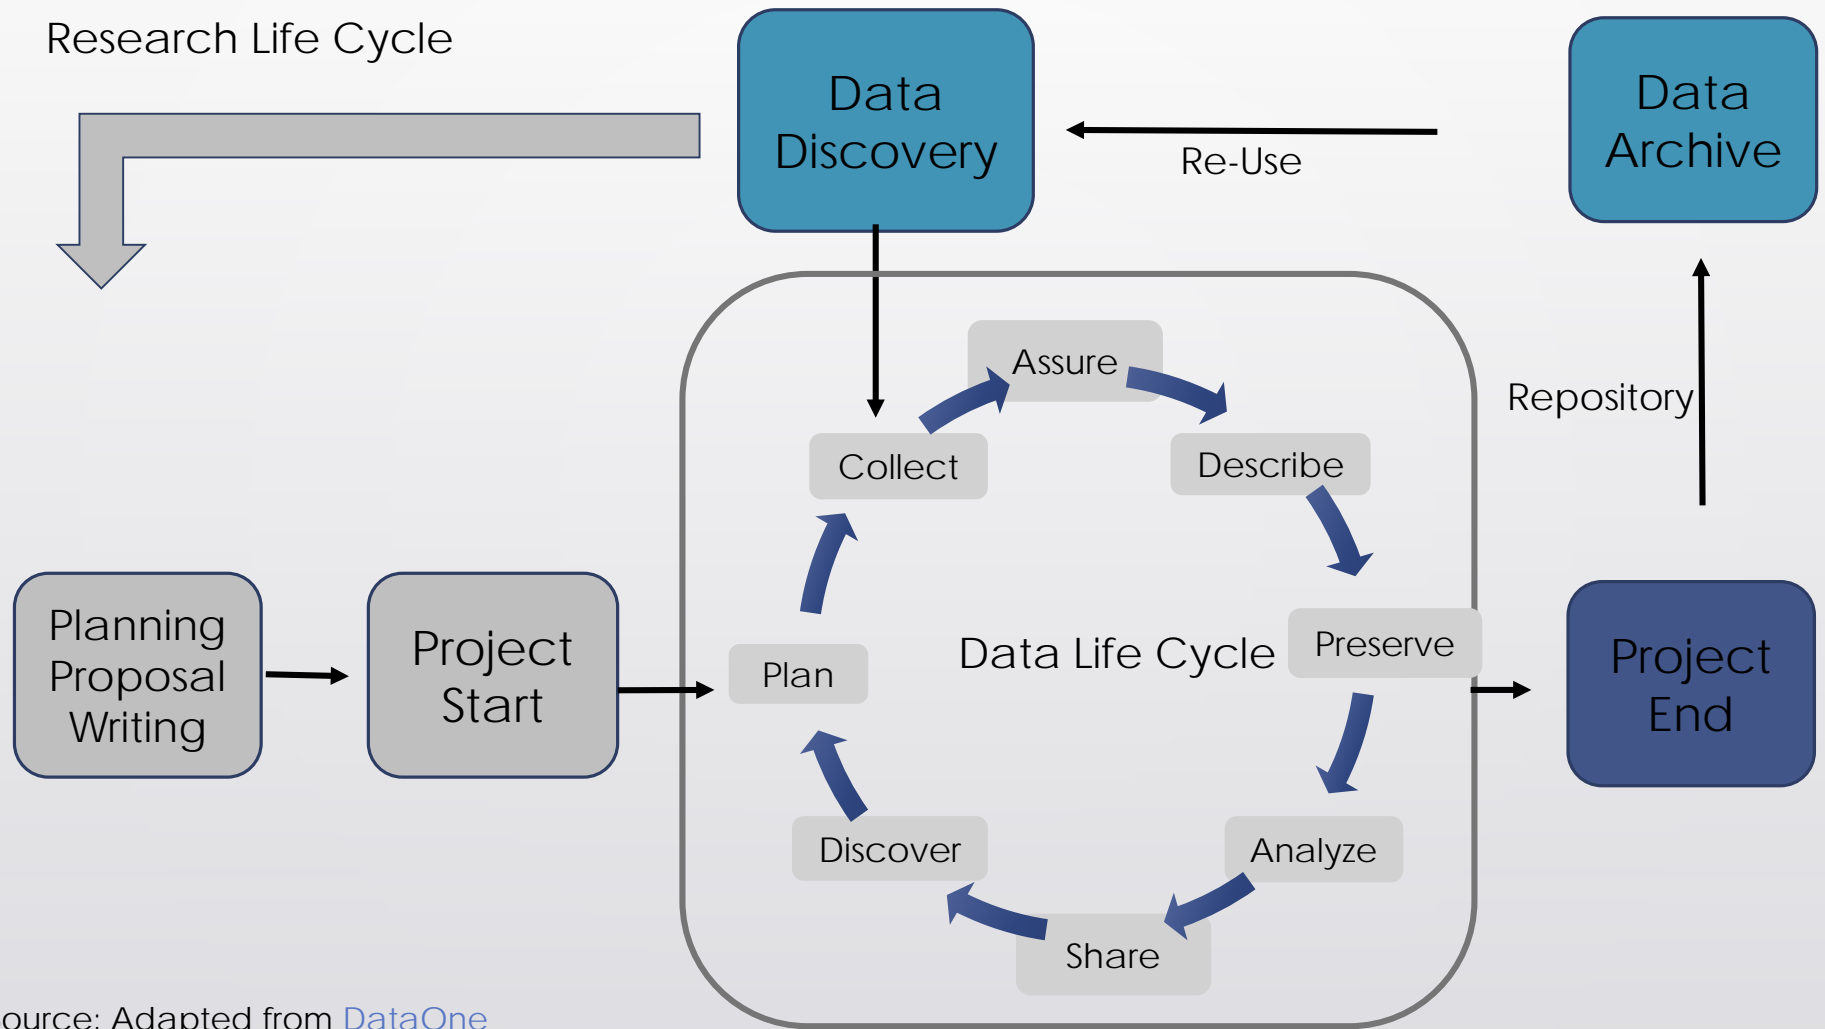 Research Life Cycle
Data
Discovery
Re-Use
Data
Archive
Repository
Assure
Collect
Describe
Planning
Proposal
Writing
Project
Start
Plan
Data Life Cycle
Preserve
Project
End
Discover
Analyze
Share
ource: Adapted from DataOne